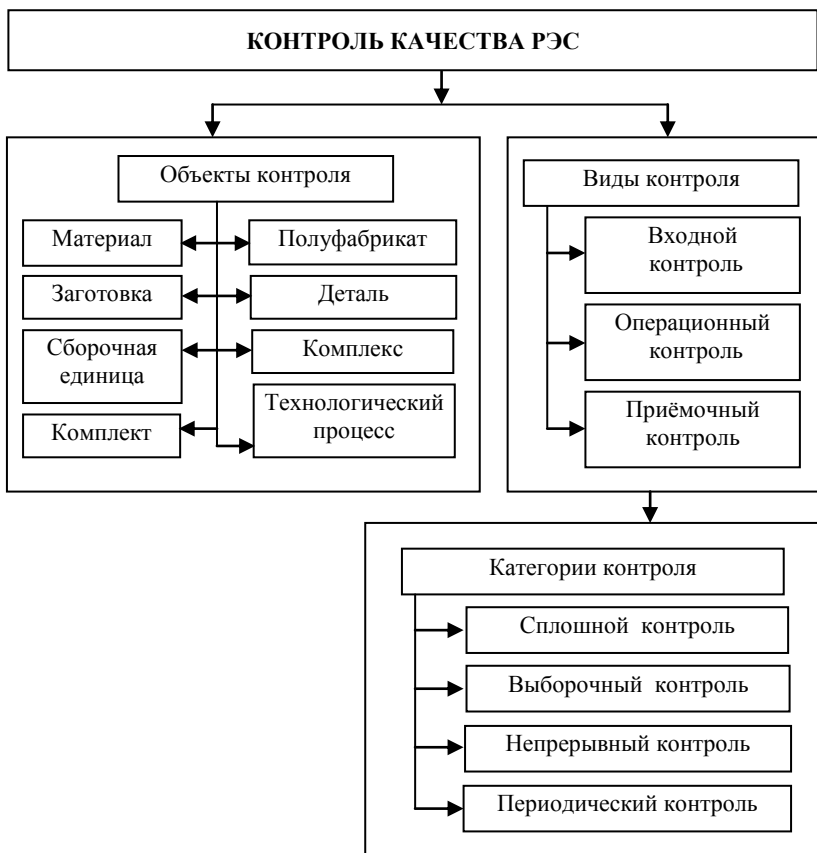 КОНТРОЛЬ КАЧЕСТВА РЭС
Объекты контроля
Материал
Полуфабрикат
Заготовка
Деталь
Сборочная
единица
Комплекс
Комплект
Технологический
процесс
Виды контроля
Входной
контроль
Операционный
контроль
Приёмочный
контроль
Категории контроля
Сплошной контроль
Выборочный контроль
Непрерывный контроль
Периодический контроль